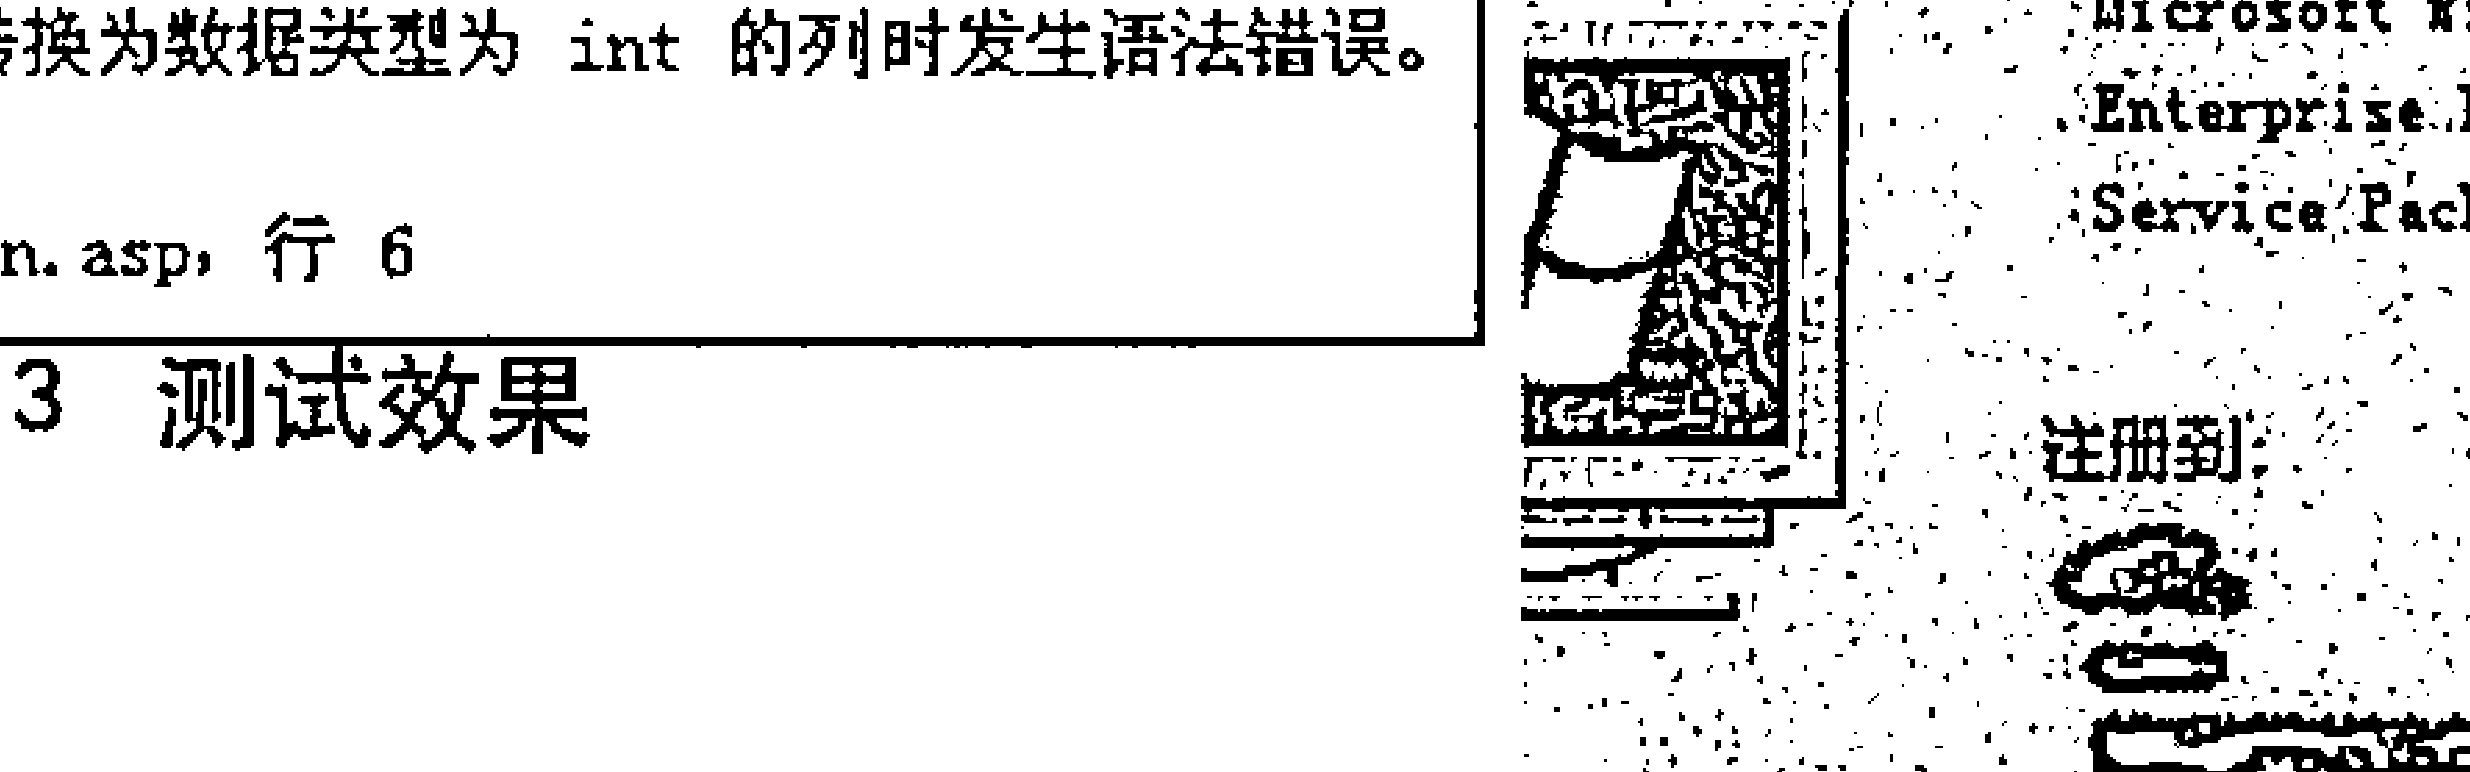 换为数据类型为 int 的列时发生语法错误。
n.asp，行 6
3 测试效果
Microsoft
Enterprise
Service Pack
注册到: